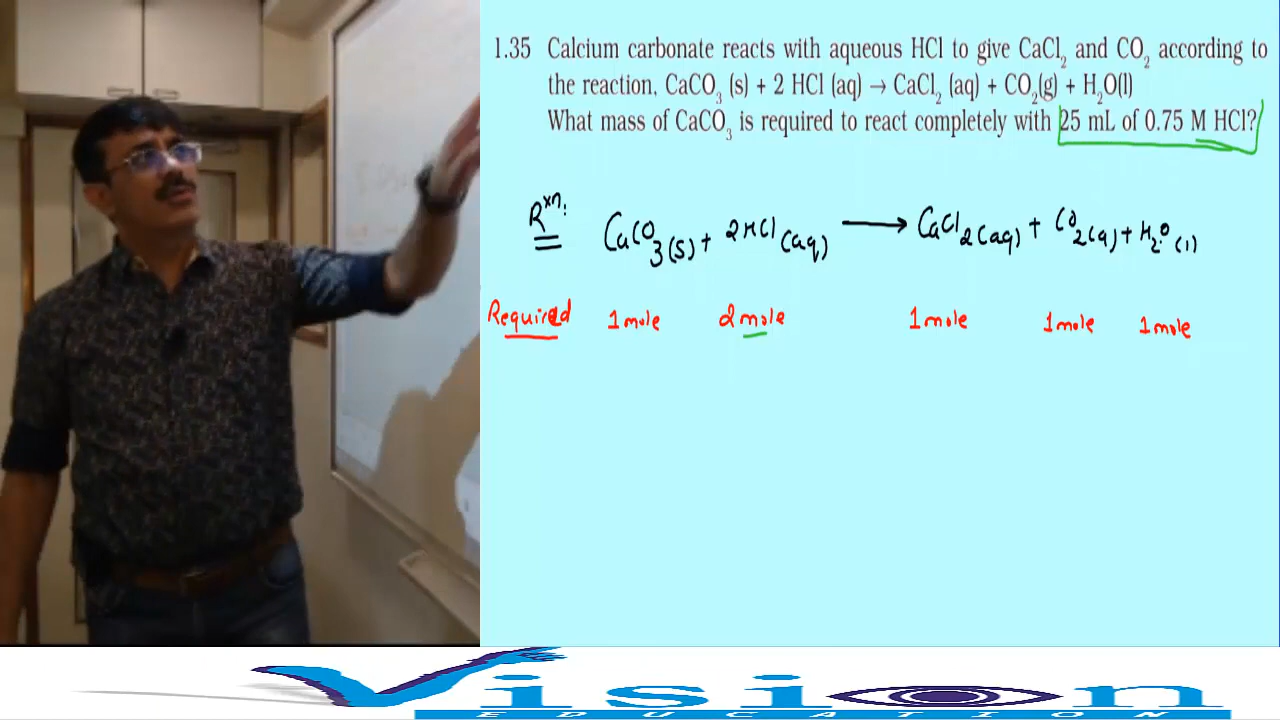 1.35 Calcium carbonate reacts with aqueous HCl to give CaCl₂ and CO₂ according to
the reaction, CaCO₃ (s) + 2 HCl (aq) → CaCl₂ (aq) + CO₂(g) + H₂O(l)
What mass of CaCO₃ is required to react completely with 25 mL of 0.75 M HCl?
Rxn: CaCO₃(s) + 2HCl(aq) → CaCl₂(aq) + CO₂(g) + H₂O(l)
Required 1mole 2mole 1mole 1mole 1mole
Vision
EDUCATION